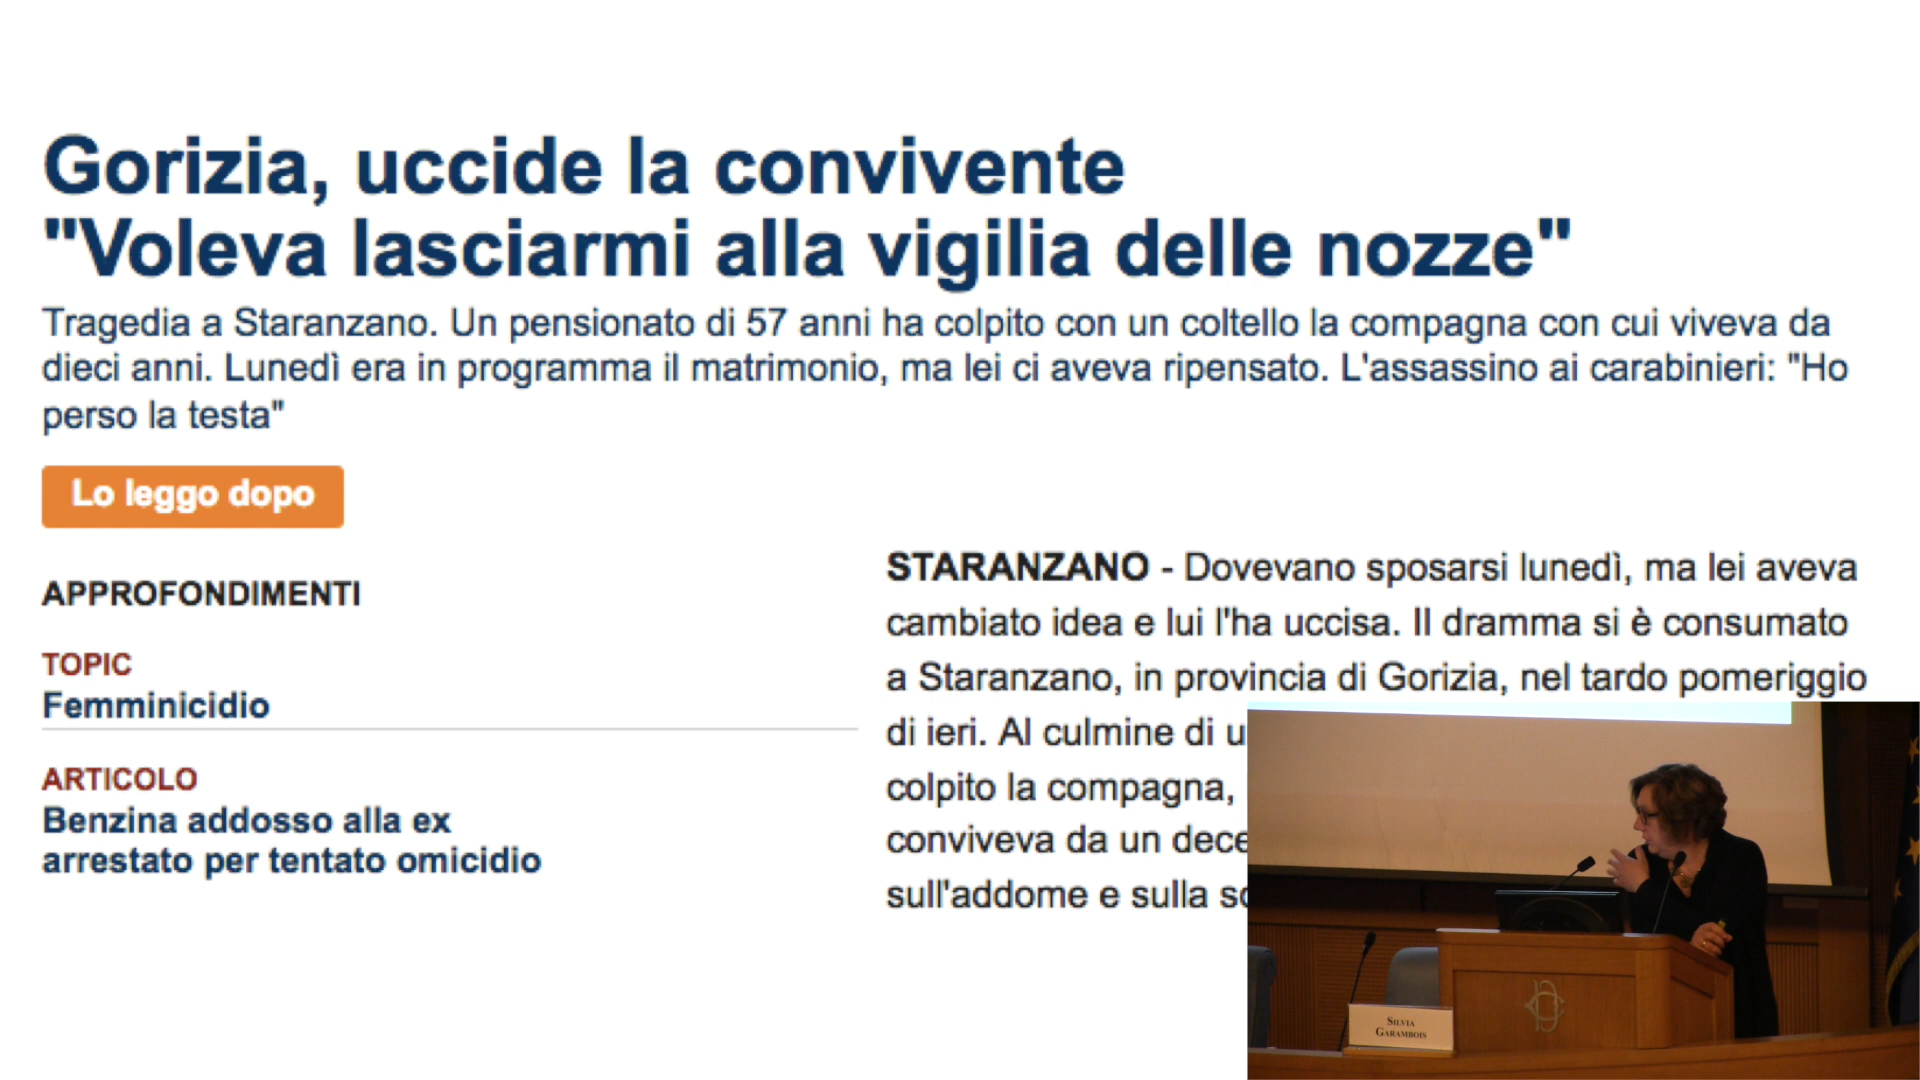 Gorizia, uccide la convivente
"Voleva lasciarmi alla vigilia delle nozze"
Tragedia a Staranzano. Un pensionato di 57 anni ha colpito con un coltello la compagna con cui viveva da
dieci anni. Lunedì era in programma il matrimonio, ma lei ci aveva ripensato. L'assassino ai carabinieri: "Ho
perso la testa"
Lo leggo dopo
APPROFONDIMENTI
TOPIC
Femminicidio
ARTICOLO
Benzina addosso alla ex
arrestato per tentato omicidio
STARANZANO - Dovevano sposarsi lunedì, ma lei aveva
cambiato idea e lui l'ha uccisa. Il dramma si è consumato
a Staranzano, in provincia di Gorizia, nel tardo pomeriggio
di ieri. Al culmine di
colpito la compagna,
conviveva da un
sull'addome e sulla
SILVIA
GARAMBOIS